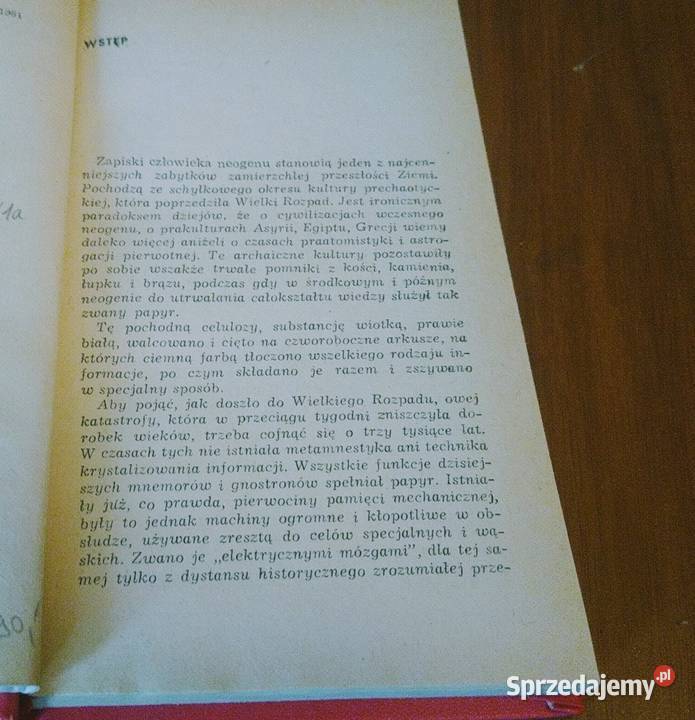 1961
WSTĘP
Zapiski człowieka neogenu stanowią jeden z najcen-
niejszych zabytków zamierzchłej przeszłości Ziemi.
Pochodzą ze schyłkowego okresu kultury prechaotyc-
kiej, która poprzedziła Wielki Rozpad. Jest ironicznym
paradoksem dziejów, że o cywilizacjach wczesnego
neogenu, o prakulturach Asyrii, Egiptu, Grecji wiemy
daleko więcej aniżeli o czasach praatomistyki i astro-
gacji pierwotnej. Te archaiczne kultury pozostawiły
po sobie wszakże trwałe pomniki z kości, kamienia,
łupku i brązu, podczas gdy w środkowym i późnym
neogenie do utrwalania całokształtu wiedzy służył tak
zwany papyr.
Tę pochodną celulozy, substancję wiotką, prawie
białą, walcowano i cięto na czworoboczne arkusze, na
których ciemną farbą tłoczono wszelkiego rodzaju in-
formacje, po czym składano je razem i zszywano
w specjalny sposób.
Aby pojąć, jak doszło do Wielkiego Rozpadu, owej
katastrofy, która w przeciągu tygodni zniszczyła do-
robek wieków, trzeba cofnąć się o trzy tysiące lat.
W czasach tych nie istniała metamnestyka ani technika
krystalizowania informacji. Wszystkie funkcje dzisiej-
szych mnemorów i gnostronów spełniał papyr. Istnia-
ły już, co prawda, pierwociny pamięci mechanicznej,
były to jednak machiny ogromne i kłopotliwe w ob-
słudze, używane zresztą do celów specjalnych i wą-
skich. Zwano je „elektrycznymi mózgami”, dla tej sa-
mej tylko z dystansu historycznego zrozumiałej prze-
/1a
90,
Sprzedajemy.pl